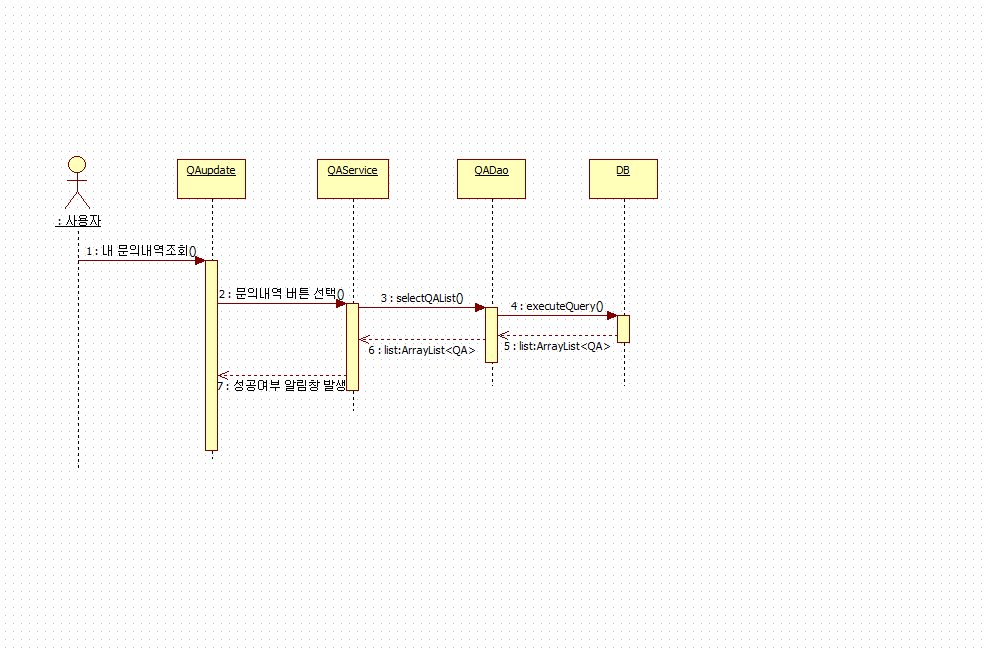 QAupdate
QAService
QADao
DB
: 사용자
1 : 내 문의내역조회()
2 : 문의내역 버튼 선택()
3 : selectQAList()
4 : executeQuery()
5 : list:ArrayList<QA>
6 : list:ArrayList<QA>
7 : 성공여부 알림창 발생